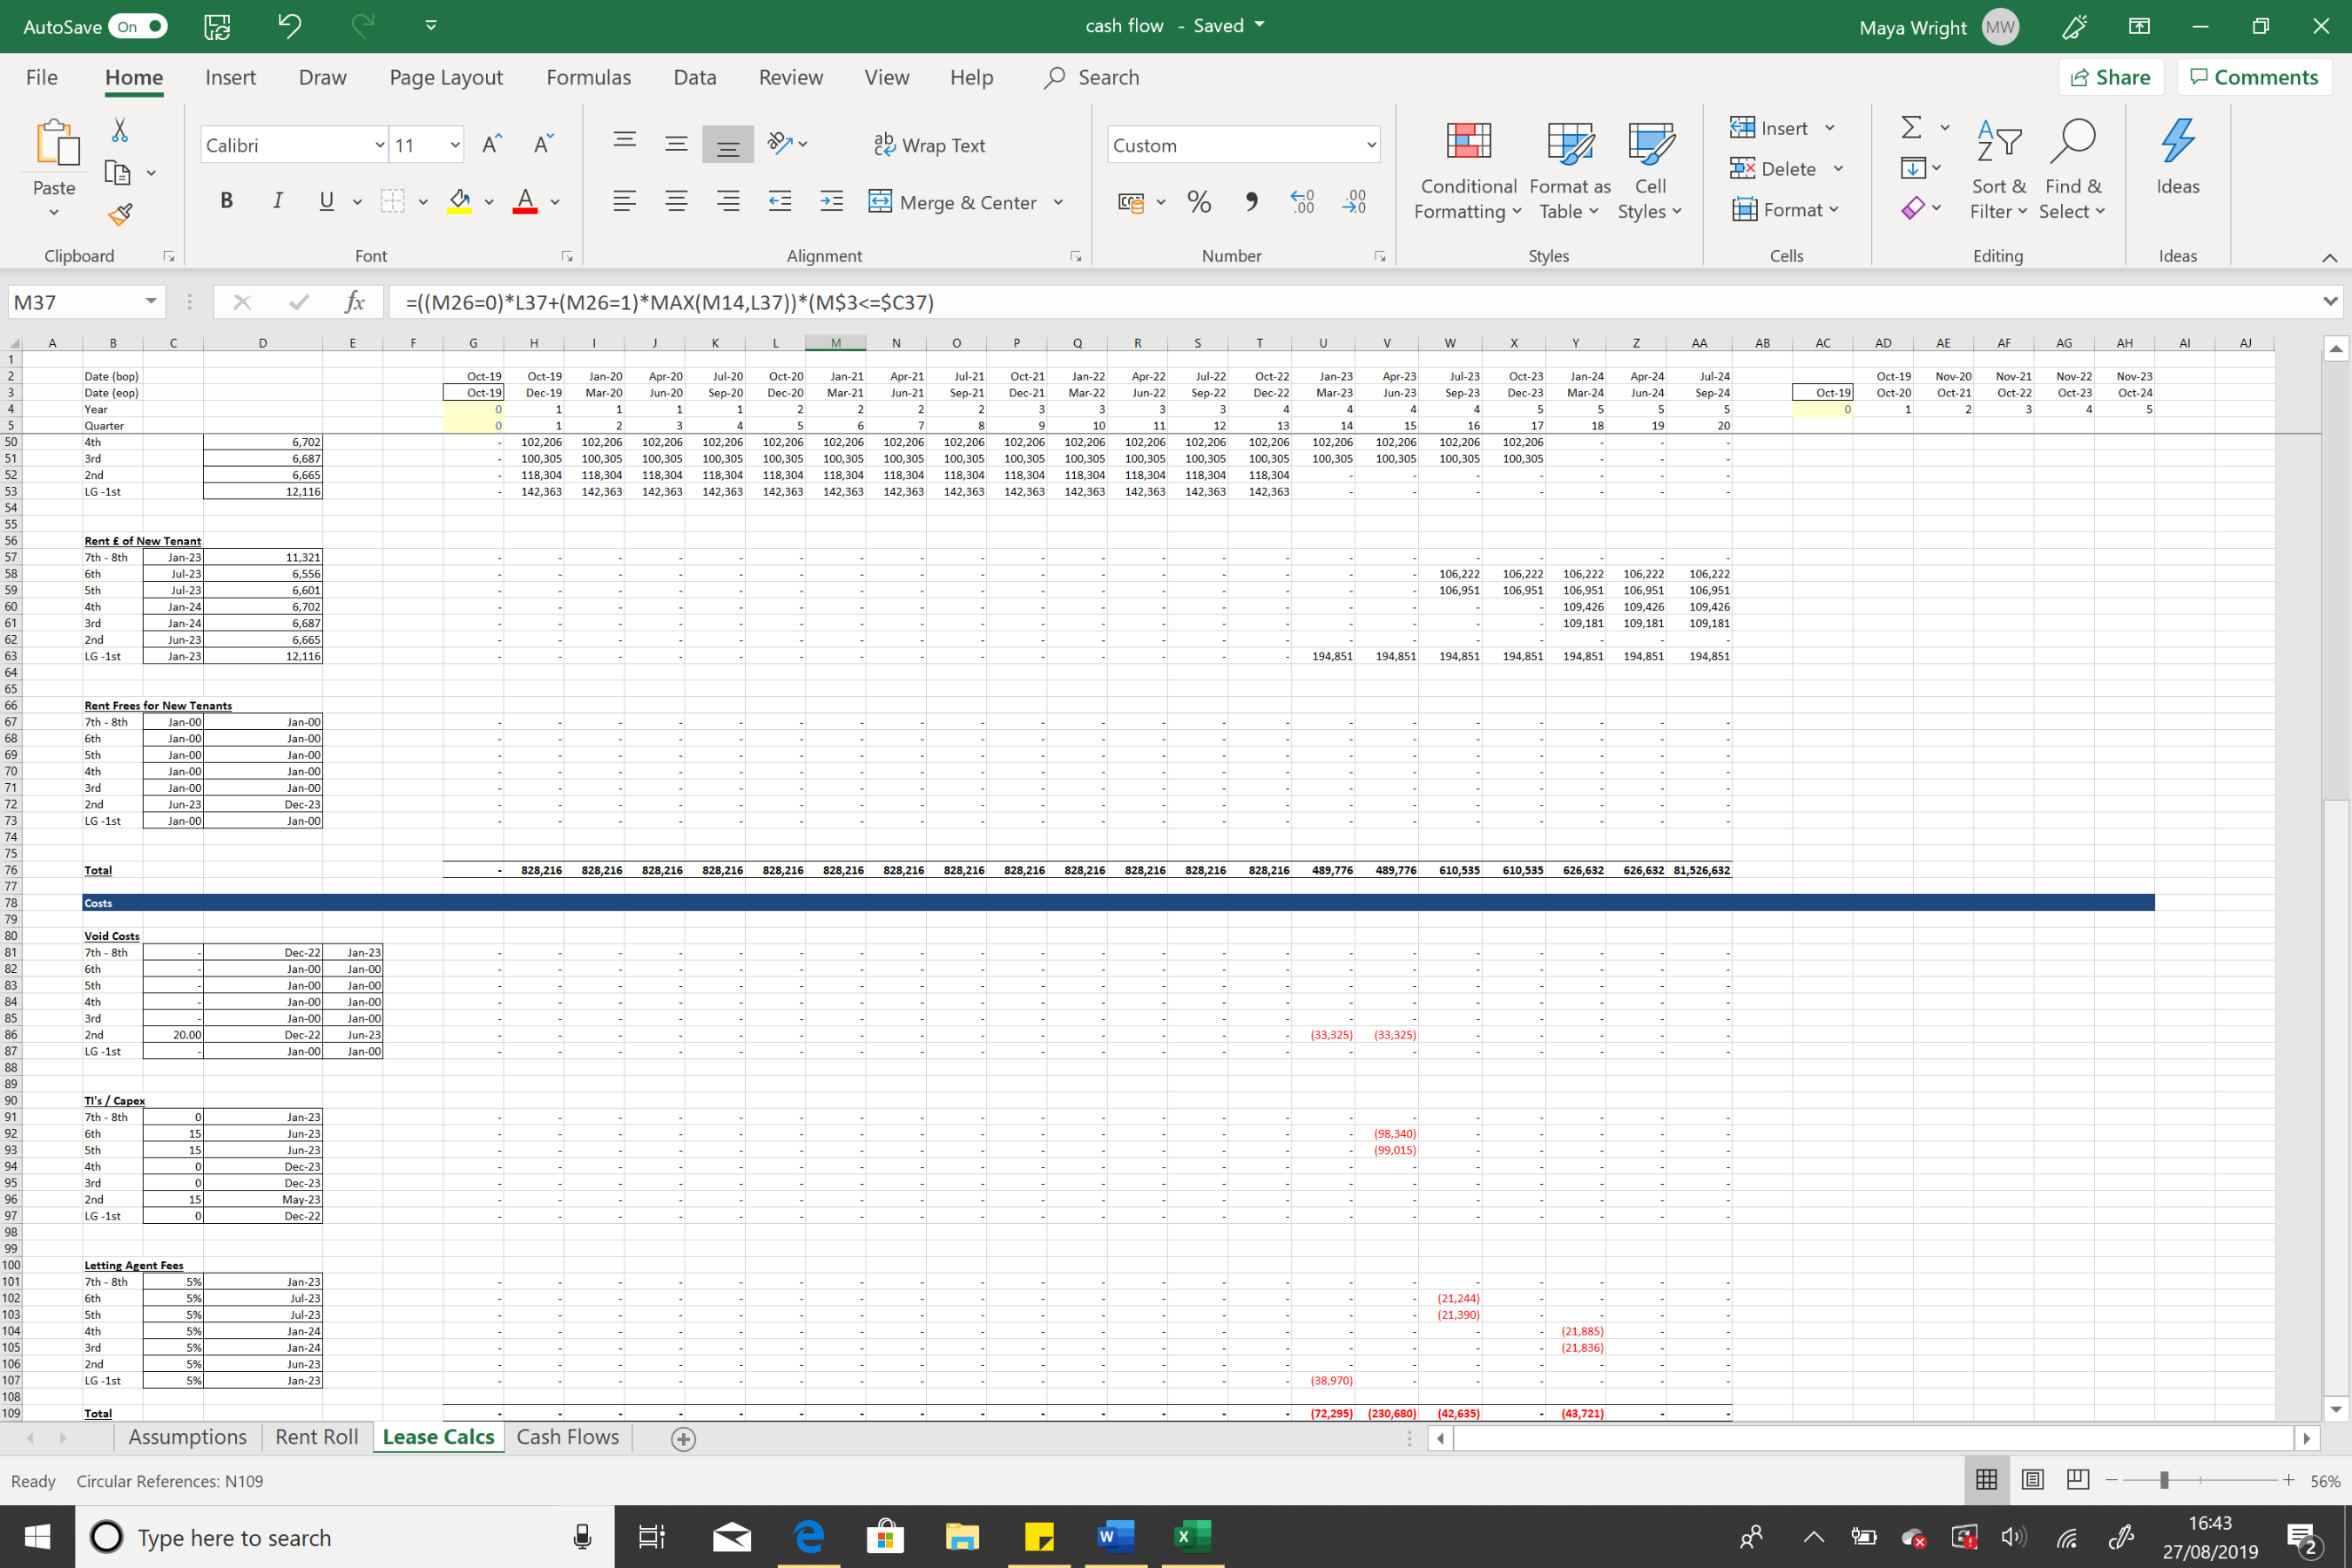 AutoSave On cash flow - Saved Maya Wright MW
File Home Insert Draw Page Layout Formulas Data Review View Help Search Share Comments
Paste Calibri 11 Wrap Text Custom Conditional Formatting Format as Table Cell Styles Insert Delete Format Sort & Filter Find & Select Ideas
B I U A Merge & Center % .00
Clipboard Font Alignment Number Styles Cells Editing Ideas
M37 fx =((M26=0)*L37+(M26=1)*MAX(M14,L37))*(M$3<=$C37)
A B C D E F G H I J K L M N O P Q R S T U V W X Y Z AA AB AC AD AE AF AG AH AI AJ
1
2 Date (bop) Oct-19 Oct-19 Jan-20 Apr-20 Jul-20 Oct-20 Jan-21 Apr-21 Jul-21 Oct-21 Jan-22 Apr-22 Jul-22 Oct-22 Jan-23 Apr-23 Jul-23 Oct-23 Jan-24 Apr-24 Jul-24 Oct-19 Nov-20 Nov-21 Nov-22 Nov-23
3 Date (eop) Oct-19 Dec-19 Mar-20 Jun-20 Sep-20 Dec-20 Mar-21 Jun-21 Sep-21 Dec-21 Mar-22 Jun-22 Sep-22 Dec-22 Mar-23 Jun-23 Sep-23 Dec-23 Mar-24 Jun-24 Sep-24 Oct-19 Oct-20 Oct-21 Oct-22 Oct-23 Oct-24
4 Year 0 1 1 1 1 2 2 2 2 3 3 3 3 4 4 4 4 5 5 5 5 0 1 2 3 4 5
5 Quarter 0 1 2 3 4 5 6 7 8 9 10 11 12 13 14 15 16 17 18 19 20
50 4th 6,702 - 102,206 102,206 102,206 102,206 102,206 102,206 102,206 102,206 102,206 102,206 102,206 102,206 102,206 102,206 102,206 102,206 102,206 - - -
51 3rd 6,687 - 100,305 100,305 100,305 100,305 100,305 100,305 100,305 100,305 100,305 100,305 100,305 100,305 100,305 100,305 100,305 100,305 100,305 - - -
52 2nd 6,665 - 118,304 118,304 118,304 118,304 118,304 118,304 118,304 118,304 118,304 118,304 118,304 118,304 118,304 - - - - - - -
53 LG -1st 12,116 - 142,363 142,363 142,363 142,363 142,363 142,363 142,363 142,363 142,363 142,363 142,363 142,363 142,363 - - - - - - -
54
55
56 Rent £ of New Tenant
57 7th - 8th Jan-23 11,321 - - - - - - - - - - - - - - - - - - - - -
58 6th Jul-23 6,556 - - - - - - - - - - - - - - - - 106,222 106,222 106,222 106,222 106,222
59 5th Jul-23 6,601 - - - - - - - - - - - - - - - - 106,951 106,951 106,951 106,951 106,951
60 4th Jan-24 6,702 - - - - - - - - - - - - - - - - - - 109,426 109,426 109,426
61 3rd Jan-24 6,687 - - - - - - - - - - - - - - - - - - 109,181 109,181 109,181
62 2nd Jun-23 6,665 - - - - - - - - - - - - - - - - - - - - -
63 LG -1st Jan-23 12,116 - - - - - - - - - - - - - - 194,851 194,851 194,851 194,851 194,851 194,851 194,851
64
65
66 Rent Frees for New Tenants
67 7th - 8th Jan-00 Jan-00 - - - - - - - - - - - - - - - - - - - - -
68 6th Jan-00 Jan-00 - - - - - - - - - - - - - - - - - - - - -
69 5th Jan-00 Jan-00 - - - - - - - - - - - - - - - - - - - - -
70 4th Jan-00 Jan-00 - - - - - - - - - - - - - - - - - - - - -
71 3rd Jan-00 Jan-00 - - - - - - - - - - - - - - - - - - - - -
72 2nd Jun-23 Dec-23 - - - - - - - - - - - - - - - - - - - - -
73 LG -1st Jan-00 Jan-00 - - - - - - - - - - - - - - - - - - - - -
74
75
76 Total - 828,216 828,216 828,216 828,216 828,216 828,216 828,216 828,216 828,216 828,216 828,216 828,216 828,216 489,776 489,776 610,535 610,535 626,632 626,632 81,526,632
77
78 Costs
79
80 Void Costs
81 7th - 8th - Dec-22 Jan-23 - - - - - - - - - - - - - - - - - - - - -
82 6th - Jan-00 Jan-00 - - - - - - - - - - - - - - - - - - - - -
83 5th - Jan-00 Jan-00 - - - - - - - - - - - - - - - - - - - - -
84 4th - Jan-00 Jan-00 - - - - - - - - - - - - - - - - - - - - -
85 3rd - Jan-00 Jan-00 - - - - - - - - - - - - - - - - - - - - -
86 2nd 20.00 Dec-22 Jun-23 - - - - - - - - - - - - - - (33,325) (33,325) - - - - -
87 LG -1st - Jan-00 Jan-00 - - - - - - - - - - - - - - - - - - - - -
88
89
90 TI's / Capex
91 7th - 8th 0 Jan-23 - - - - - - - - - - - - - - - - - - - - -
92 6th 15 Jun-23 - - - - - - - - - - - - - - - (98,340) - - - - -
93 5th 15 Jun-23 - - - - - - - - - - - - - - - (99,015) - - - - -
94 4th 0 Dec-23 - - - - - - - - - - - - - - - - - - - - -
95 3rd 0 Dec-23 - - - - - - - - - - - - - - - - - - - - -
96 2nd 15 May-23 - - - - - - - - - - - - - - - - - - - - -
97 LG -1st 0 Dec-22 - - - - - - - - - - - - - - - - - - - - -
98
99
100 Letting Agent Fees
101 7th - 8th 5% Jan-23 - - - - - - - - - - - - - - - - - - - - -
102 6th 5% Jul-23 - - - - - - - - - - - - - - - - (21,244) - - - -
103 5th 5% Jul-23 - - - - - - - - - - - - - - - - (21,390) - - - -
104 4th 5% Jan-24 - - - - - - - - - - - - - - - - - - (21,885) - -
105 3rd 5% Jan-24 - - - - - - - - - - - - - - - - - - (21,836) - -
106 2nd 5% Jun-23 - - - - - - - - - - - - - - - - - - - - -
107 LG -1st 5% Jan-23 - - - - - - - - - - - - - - (38,970) - - - - - -
108
109 Total - - - - - - - - - - - - - - (72,295) (230,680) (42,635) - (43,721) - -
Assumptions Rent Roll Lease Calcs Cash Flows
Ready Circular References: N109 56%
Type here to search 16:43
27/08/2019 2